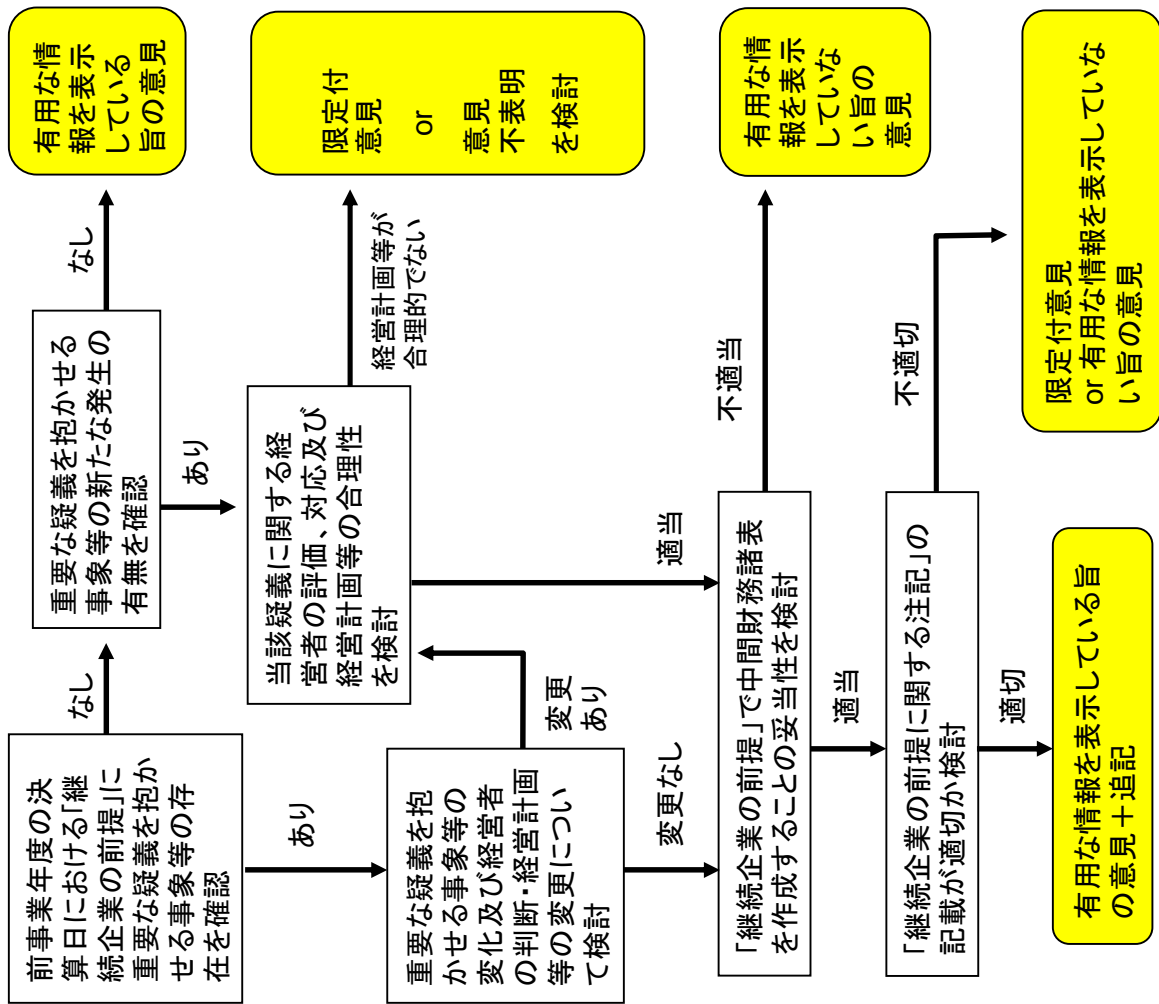 前事業年度の決
算日における「継
続企業の前提」に
重要な疑義を抱か
せる事象等の存
在を確認
なし
重要な疑義を抱かせる
事象等の新たな発生の
有無を確認
なし
有用な情
報を表示
している
旨の意見
あり
あり
重要な疑義を抱
かせる事象等の
変化及び経営者
の判断・経営計画
等の変更につい
て検討
変更
あり
当該疑義に関する経
営者の評価、対応及び
経営計画等の合理性
を検討
経営計画等が
合理的でない
限定付
意見
or
意見
不表明
を検討
変更なし
適当
「継続企業の前提」で中間財務諸表
を作成することの妥当性を検討
不適当
有用な情
報を表示
していな
い旨の
意見
適当
「継続企業の前提に関する注記」の
記載が適切か検討
不適切
限定付意見
or 有用な情報を表示していな
い旨の意見
適切
有用な情報を表示している旨
の意見＋追記